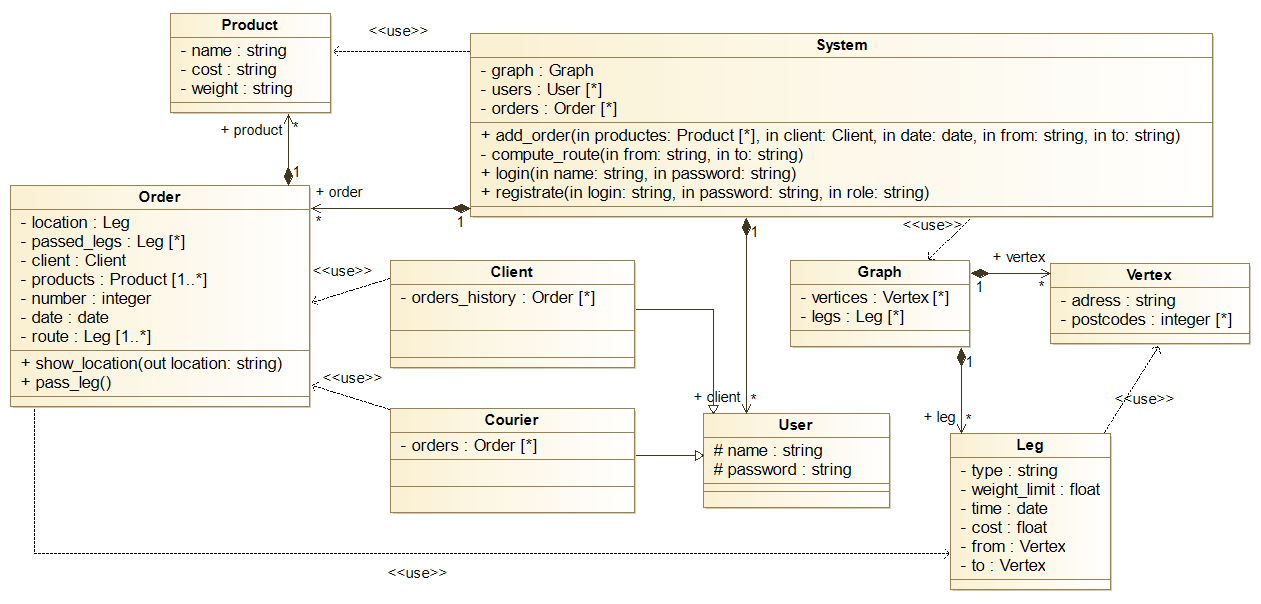 Product
- name : string
- cost : string
- weight : string
<<use>>
System
- graph : Graph
- users : User [*]
- orders : Order [*]
+ add_order(in productes: Product [*], in client: Client, in date: date, in from: string, in to: string)
- compute_route(in from: string, in to: string)
+ login(in name: string, in password: string)
+ registrate(in login: string, in password: string, in role: string)
+ product
*
1
Order
- location : Leg
- passed_legs : Leg [*]
- client : Client
- products : Product [1..*]
- number : integer
- date : date
- route : Leg [1..*]
+ show_location(out location: string)
+ pass_leg()
+ order
*
1
<<use>>
Client
- orders_history : Order [*]
<<use>>
Courier
- orders : Order [*]
1
+ client
*
User
# name : string
# password : string
<<use>>
Graph
- vertices : Vertex [*]
- legs : Leg [*]
+ vertex
1
*
Vertex
- adress : string
- postcodes : integer [*]
1
+ leg
*
<<use>>
Leg
- type : string
- weight_limit : float
- time : date
- cost : float
- from : Vertex
- to : Vertex
<<use>>